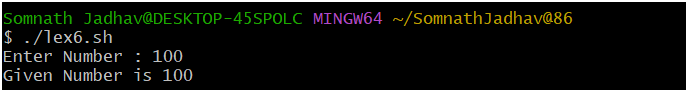 Somnath Jadhav@DESKTOP-45SPOLC MINGW64 ~/SomnathJadhav@86
$ ./lex6.sh
Enter Number : 100
Given Number is 100